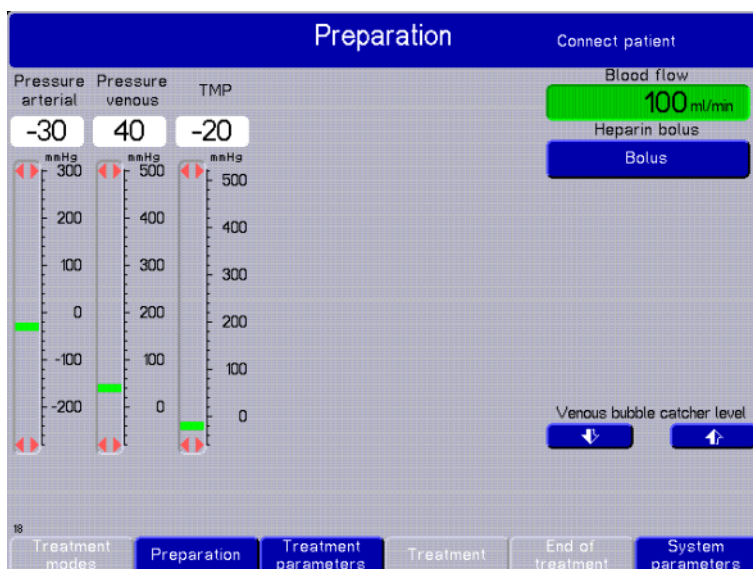 Preparation
Connect patient
Pressure arterial
Pressure venous
TMP
-30
40
-20
mmHg
mmHg
mmHg
300
200
100
0
-100
-200
500
400
300
200
100
0
500
400
300
200
100
0
Blood flow
100 ml/min
Heparin bolus
Bolus
Venous bubble catcher level
18
Treatment modes
Preparation
Treatment parameters
Treatment
End of treatment
System parameters